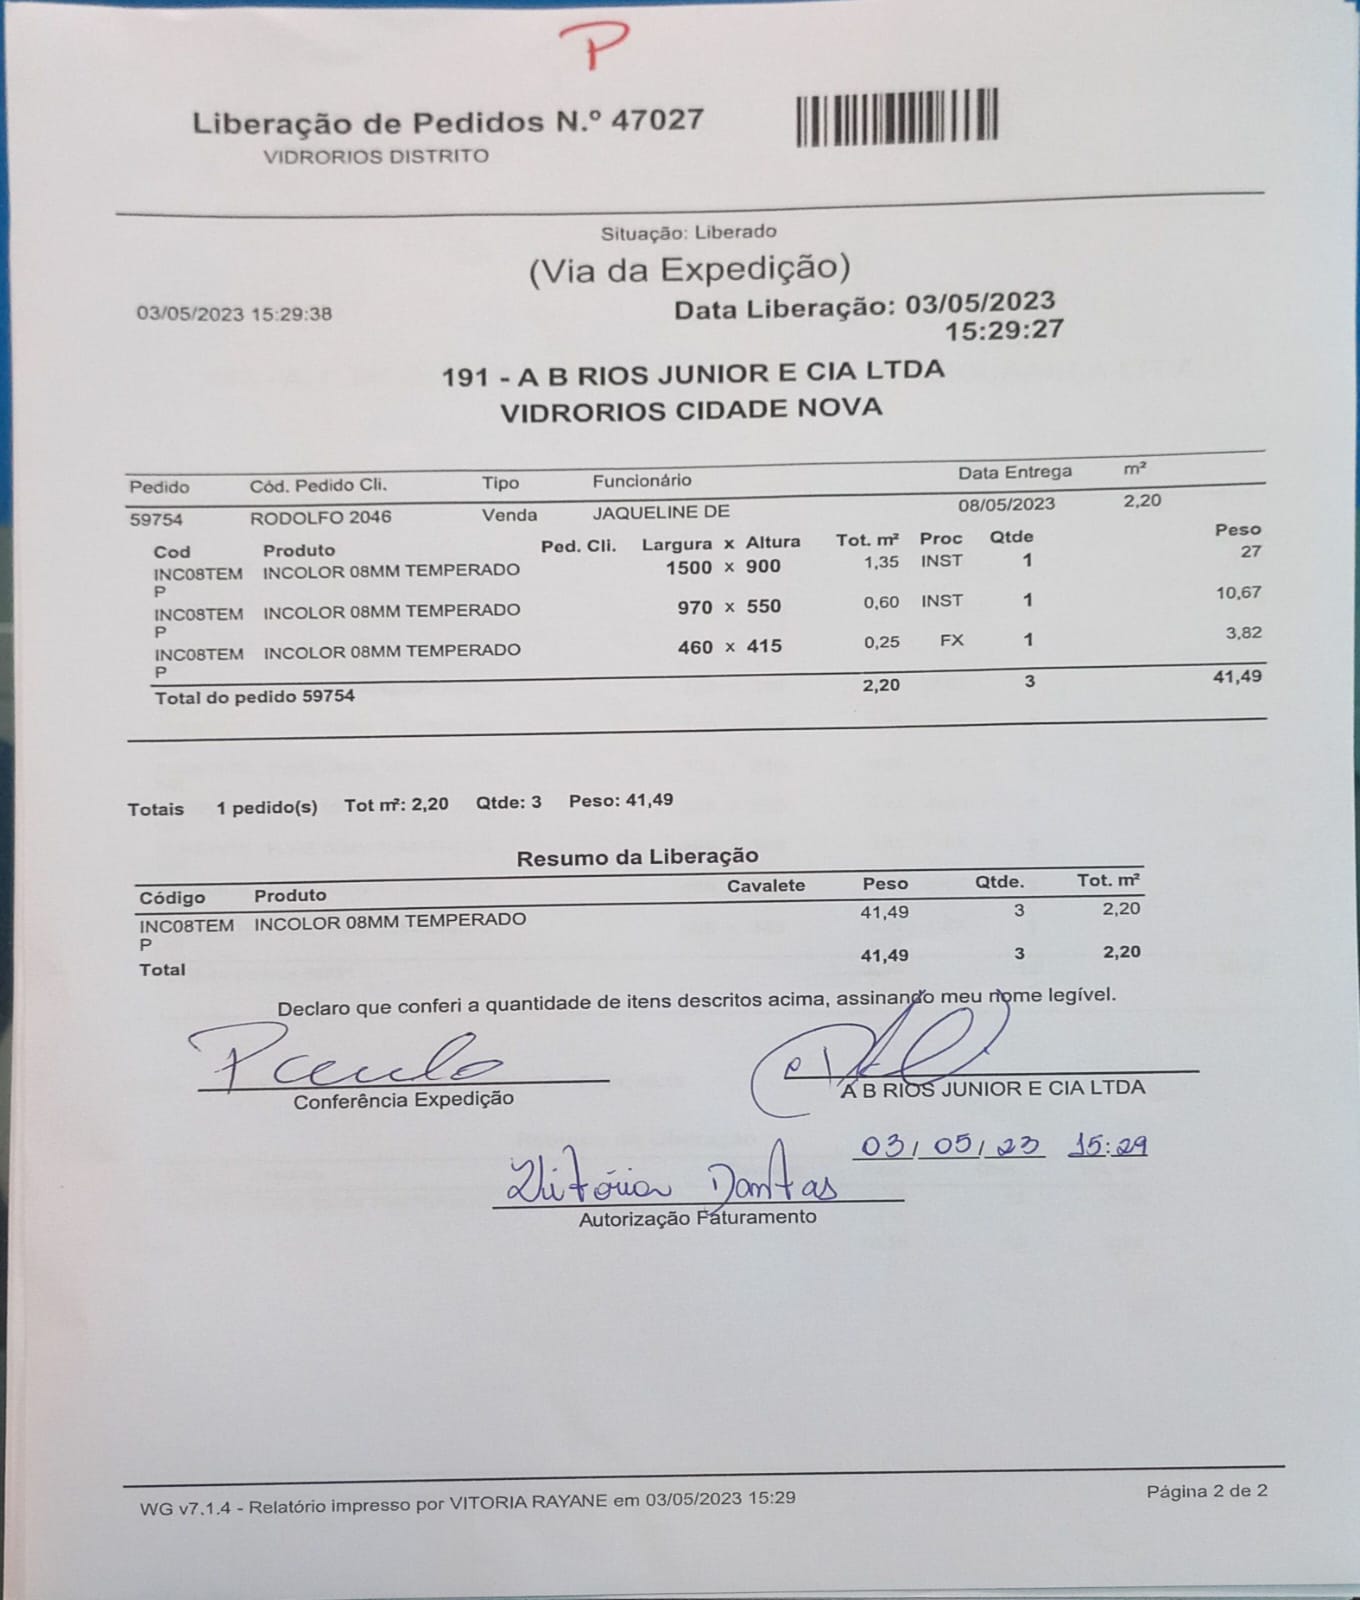 P
Liberação de Pedidos N.º 47027
VIDRORIOS DISTRITO
Situação: Liberado
(Via da Expedição)
03/05/2023 15:29:38 Data Liberação: 03/05/2023
15:29:27
191 - A B RIOS JUNIOR E CIA LTDA
VIDRORIOS CIDADE NOVA
Pedido Cód. Pedido Cli. Tipo Funcionário Data Entrega m²
59754 RODOLFO 2046 Venda JAQUELINE DE 08/05/2023 2,20
Cod Produto Ped. Cli. Largura x Altura Tot. m² Proc Qtde Peso
INC08TEM INCOLOR 08MM TEMPERADO 1500 x 900 1,35 INST 1 27
P
INC08TEM INCOLOR 08MM TEMPERADO 970 x 550 0,60 INST 1 10,67
P
INC08TEM INCOLOR 08MM TEMPERADO 460 x 415 0,25 FX 1 3,82
P
Total do pedido 59754 2,20 3 41,49
Totais 1 pedido(s) Tot m²: 2,20 Qtde: 3 Peso: 41,49
Resumo da Liberação
Código Produto Cavalete Peso Qtde. Tot. m²
INC08TEM INCOLOR 08MM TEMPERADO 41,49 3 2,20
P
Total 41,49 3 2,20
Declaro que conferi a quantidade de itens descritos acima, assinando meu nome legível.
Paulo
Conferência Expedição A B RIOS JUNIOR E CIA LTDA
03/05/23 15:29
Vitória Dantas
Autorização Faturamento
WG v7.1.4 - Relatório impresso por VITORIA RAYANE em 03/05/2023 15:29 Página 2 de 2